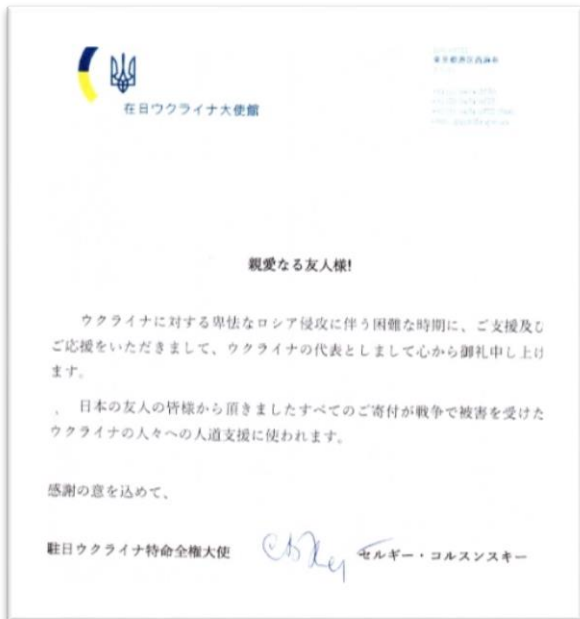 在日ウクライナ大使館
親愛なる友人様!
ウクライナに対する卑怯なロシア侵攻に伴う困難な時期に、ご支援及び
ご応援をいただきまして、ウクライナの代表としまして心から御礼申し上げ
ます。
、 日本の友人の皆様から頂きましたすべてのご寄付が戦争で被害を受けた
ウクライナの人々への人道支援に使われます。
感謝の意を込めて、
駐日ウクライナ特命全権大使 セルギー・コルスンスキー